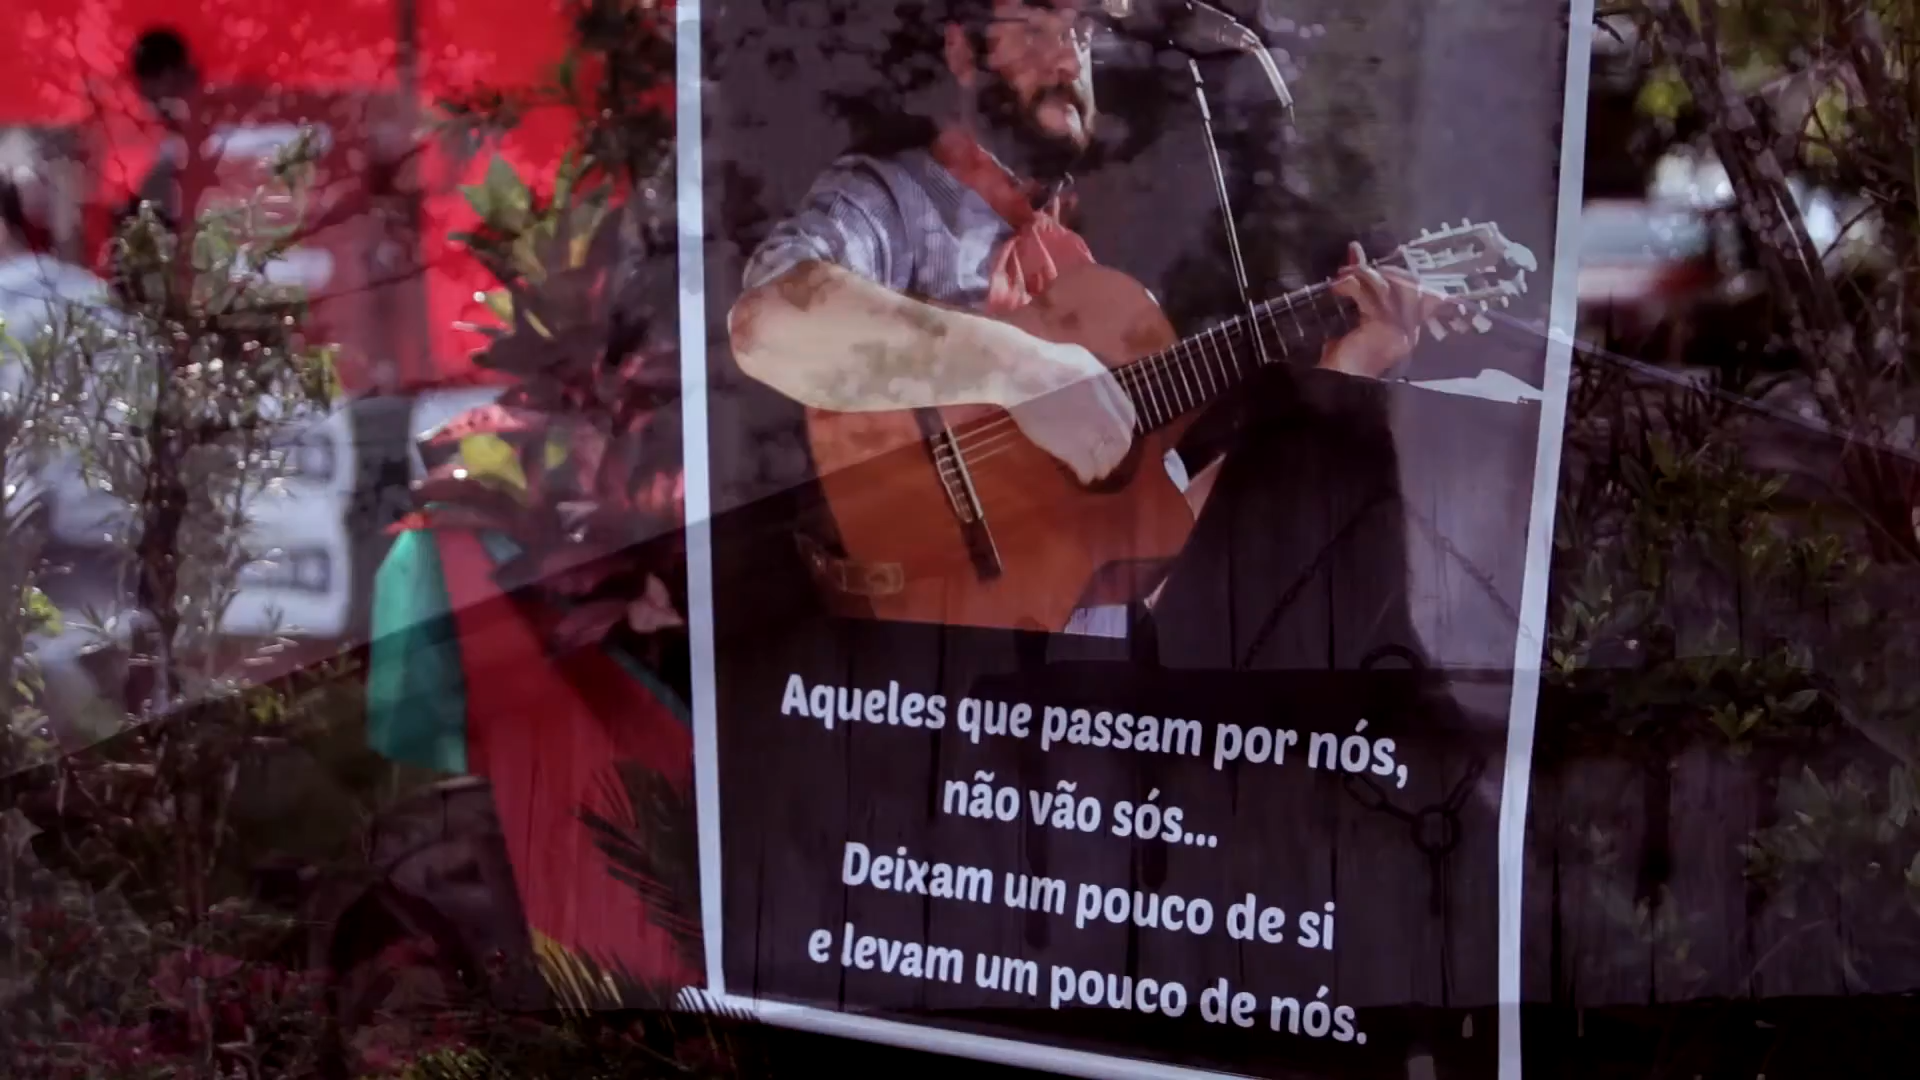 Aqueles que passam por nós,
não vão sós...
Deixam um pouco de si
e levam um pouco de nós.